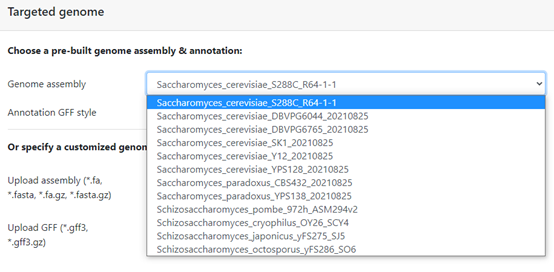 Targeted genome
Choose a pre-built genome assembly & annotation:
Genome assembly
Saccharomyces_cerevisiae_S288C_R64-1-1
Saccharomyces_cerevisiae_S288C_R64-1-1
Annotation GFF style
Saccharomyces_cerevisiae_DBVPG6044_20210825
Saccharomyces_cerevisiae_DBVPG6765_20210825
Or specify a customized genom
Saccharomyces_cerevisiae_SK1_20210825
Saccharomyces_cerevisiae_Y12_20210825
Saccharomyces_cerevisiae_YPS128_20210825
Upload assembly (*.fa,
*.fasta, *.fa.gz, *.fasta.gz)
Saccharomyces_paradoxus_CBS432_20210825
Saccharomyces_paradoxus_YPS138_20210825
Schizosaccharomyces_pombe_972h_ASM294v2
Schizosaccharomyces_cryophilus_OY26_SCY4
Upload GFF (*.gff3,
*.gff3.gz)
Schizosaccharomyces_japonicus_yFS275_SJ5
Schizosaccharomyces_octosporus_yFS286_SO6